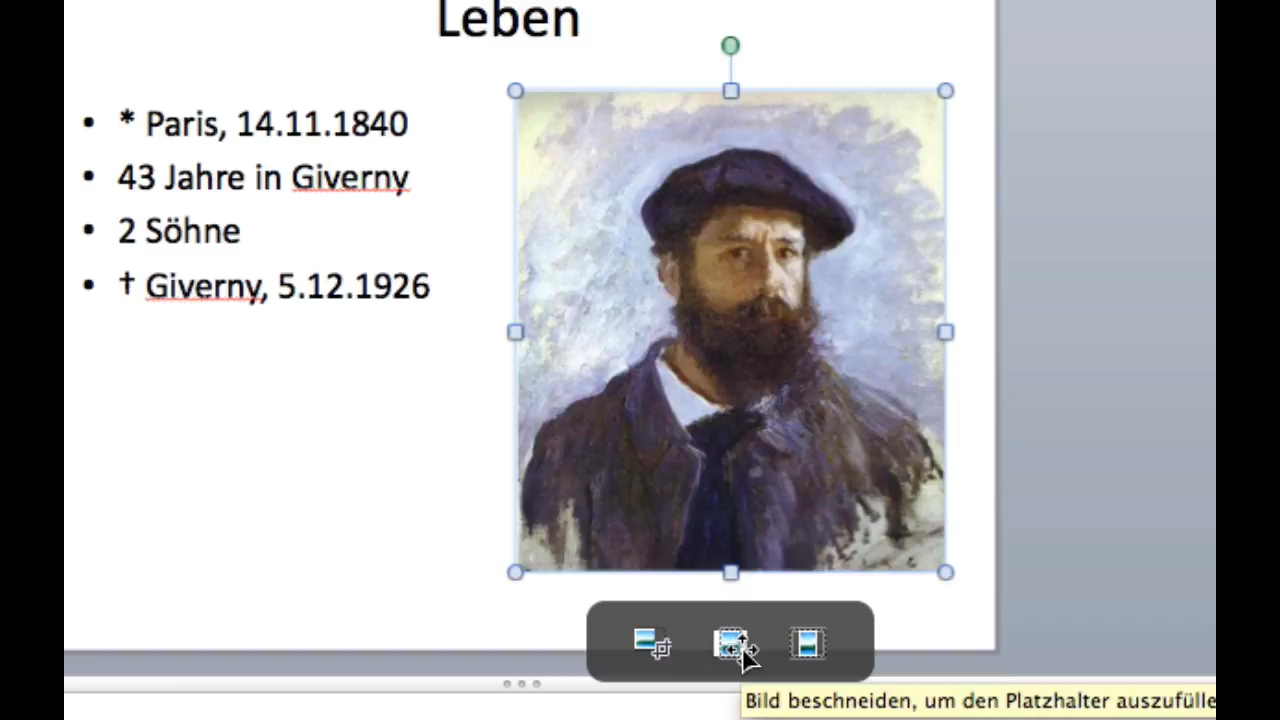 Leben
• * Paris, 14.11.1840
• 43 Jahre in Giverny
• 2 Söhne
• † Giverny, 5.12.1926
Bild beschneiden, um den Platzhalter auszufülle